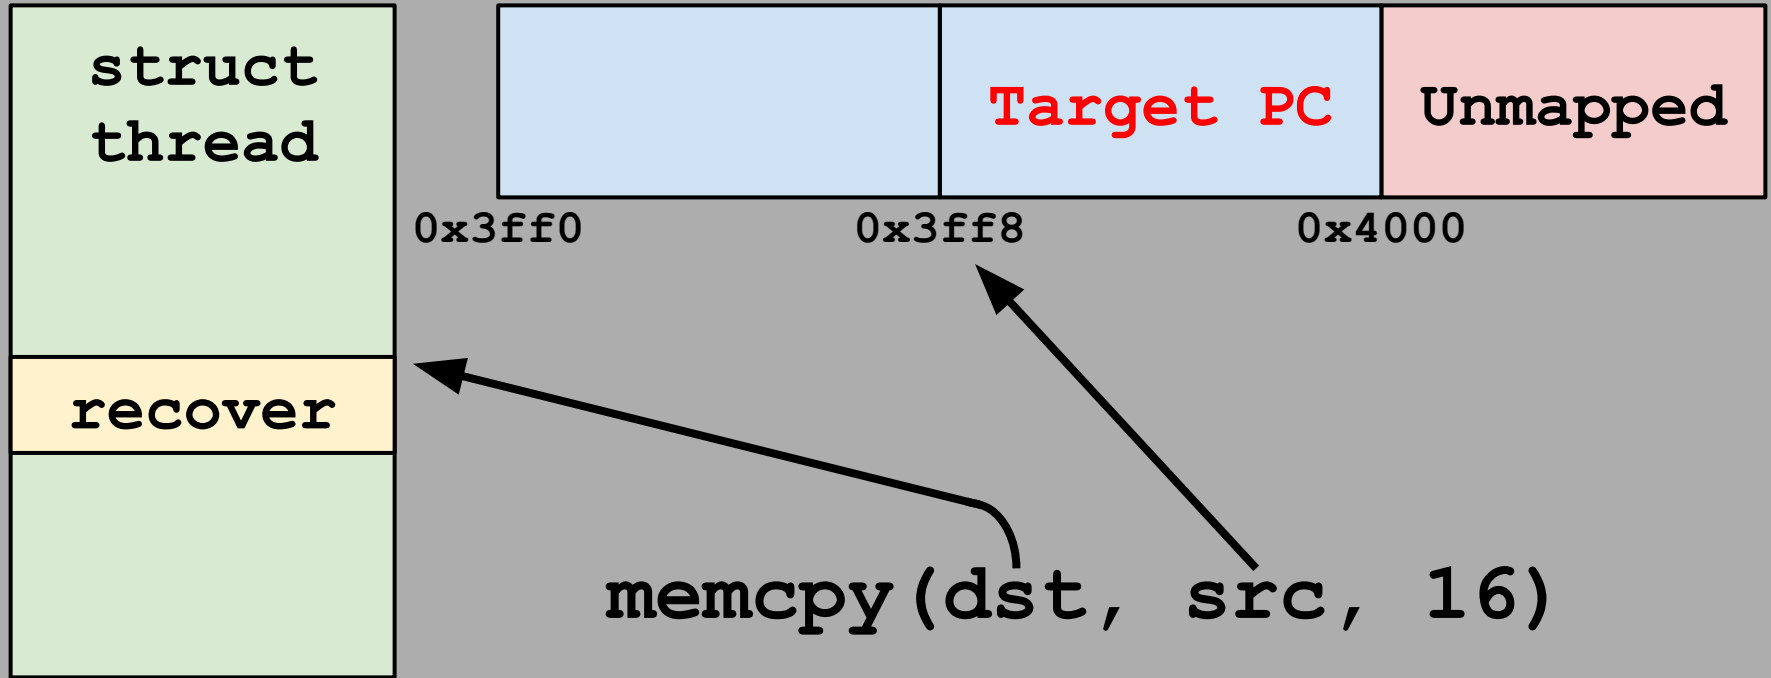 struct
thread
recover
Target PC
Unmapped
0x3ff0
0x3ff8
0x4000
memcpy(dst, src, 16)